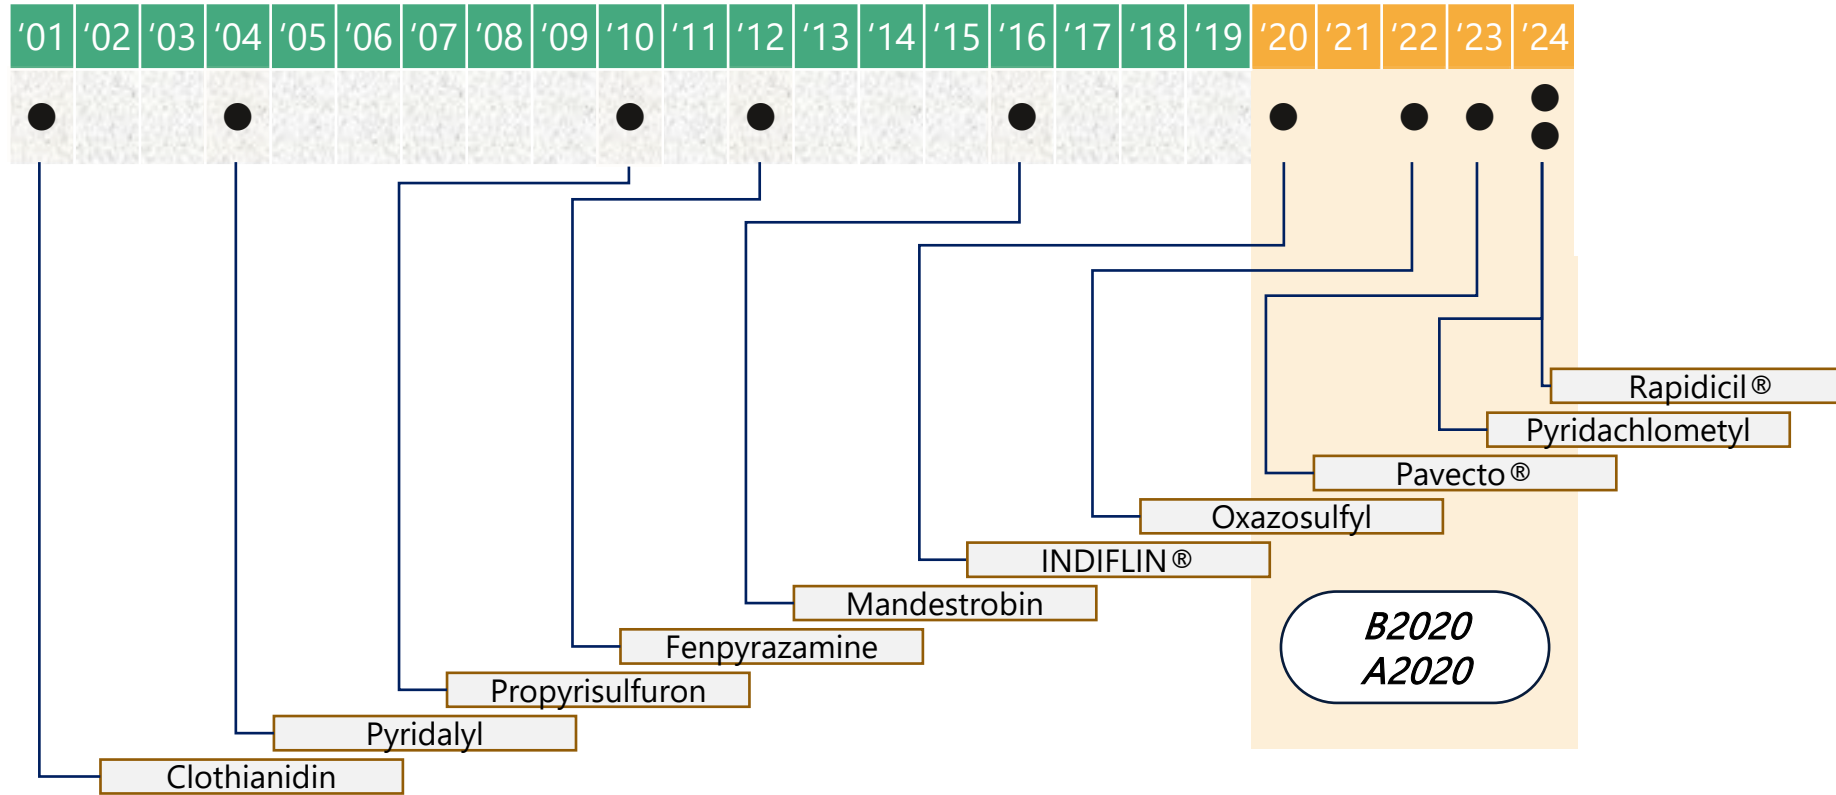 ‘01 ‘02 ‘03 ‘04 ‘05 ‘06 ‘07 ‘08 ‘09 ‘10 ‘11 ‘12 ‘13 ‘14 ‘15 ‘16 ‘17 ‘18 ‘19 ‘20 ‘21 ‘22 ‘23 ‘24
Rapidicil®
Pyridachlometyl
Pavecto®
Oxazosulfyl
INDIFLIN®
Mandestrobin
B2020
A2020
Fenpyrazamine
Propyrisulfuron
Pyridalyl
Clothianidin